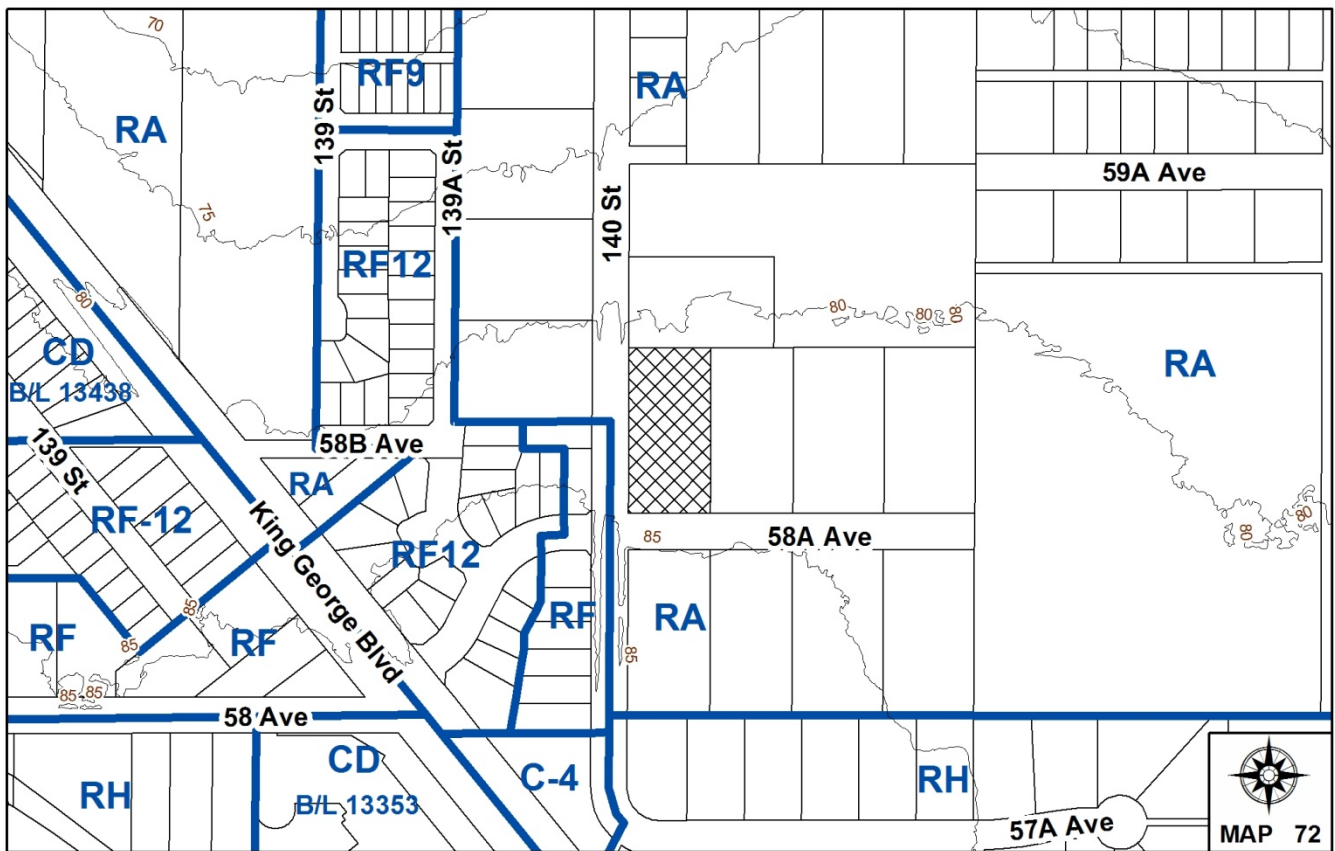 70
RF9
RA
139 St
RA
139A St
59A Ave
75
140 St
RF12
80
80
80
80
CD
B/L 13438
RA
139 St
58B Ave
RA
King George Blvd
RF-12
RF12
85
58A Ave
80
80
RF
85
85
RF
RF
RA
85
85
85
58 Ave
CD
B/L 13353
C-4
RH
RH
57A Ave
MAP 72